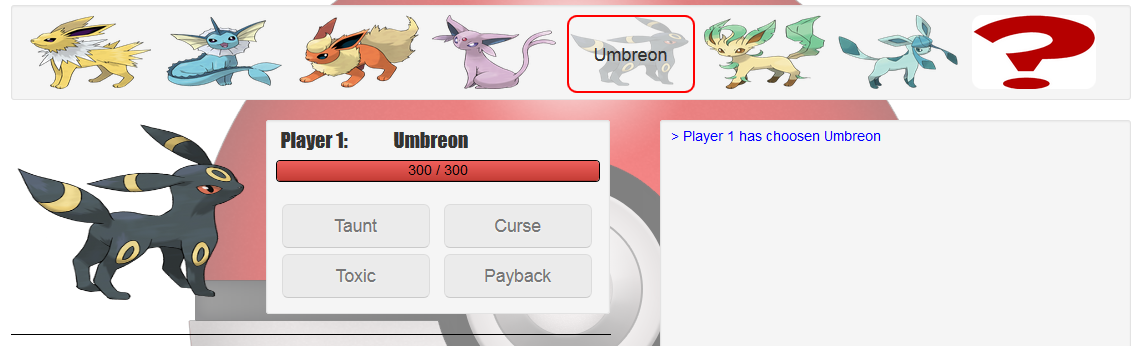 Umbreon
Player 1: Umbreon
300 / 300
Taunt Curse
Toxic Payback
> Player 1 has choosen Umbreon